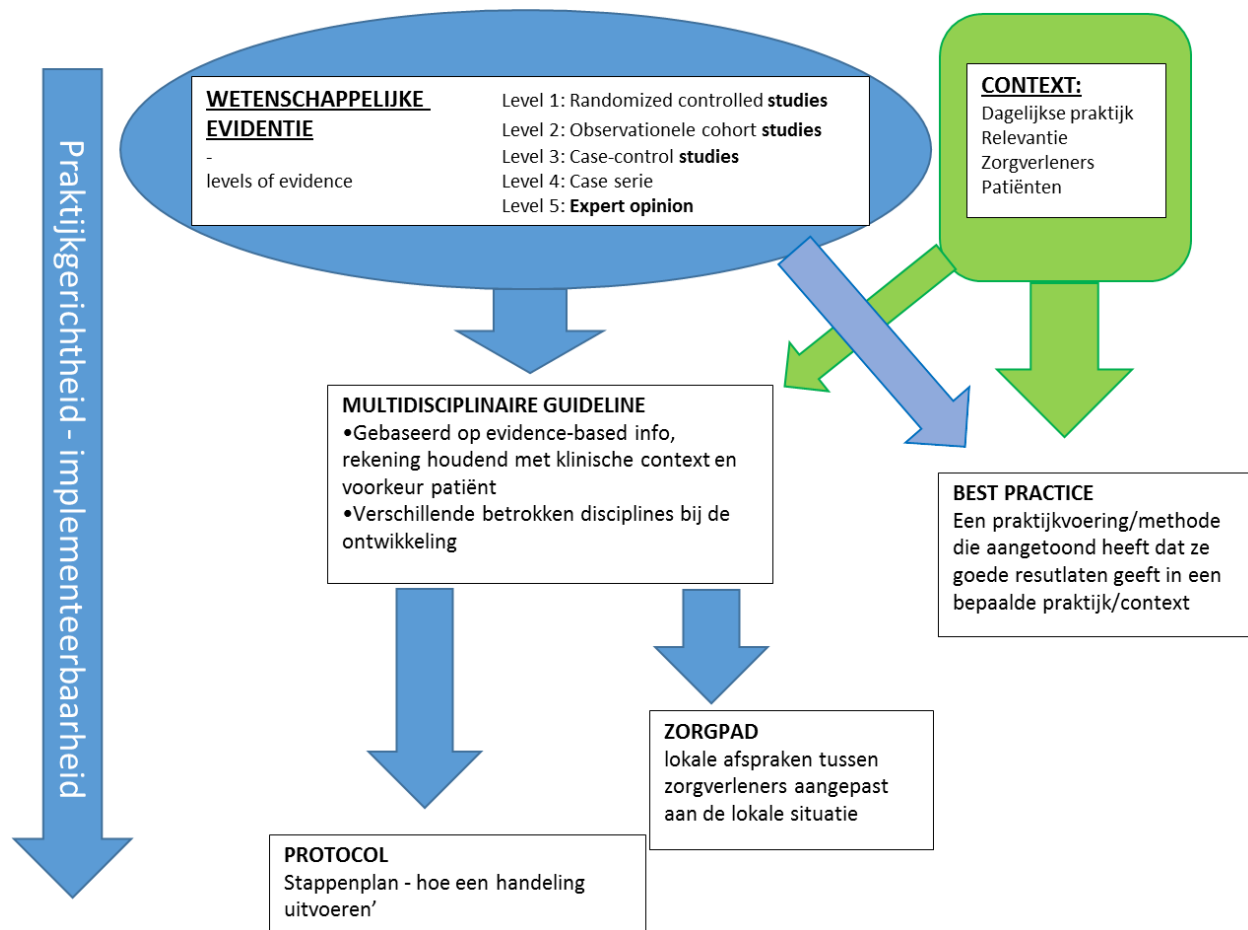 Praktijkgerichtheid - implementeerbaarheid
WETENSCHAPPELIJKE
EVIDENTIE
-
levels of evidence
Level 1: Randomized controlled studies
Level 2: Observationele cohort studies
Level 3: Case-control studies
Level 4: Case serie
Level 5: Expert opinion
CONTEXT:
Dagelijkse praktijk
Relevantie
Zorgverleners
Patiënten
MULTIDISCIPLINAIRE GUIDELINE
•Gebaseerd op evidence-based info,
rekening houdend met klinische context en
voorkeur patiënt
•Verschillende betrokken disciplines bij de
ontwikkeling
BEST PRACTICE
Een praktijkvoering/methode
die aangetoond heeft dat ze
goede resutlaten geeft in een
bepaalde praktijk/context
ZORGPAD
lokale afspraken tussen
zorgverleners aangepast
aan de lokale situatie
PROTOCOL
Stappenplan - hoe een handeling
uitvoeren’